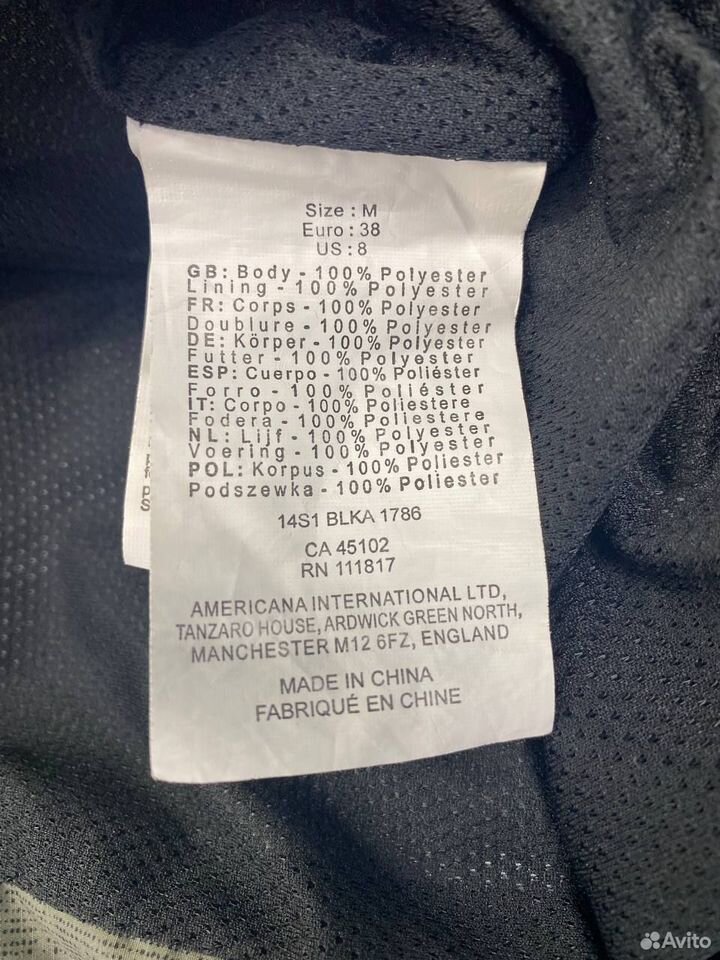 Size : M
Euro : 38
US : 8
GB: Body - 100% Polyester
Lining - 100% Polyester
FR: Corps - 100% Polyester
Doublure - 100% Polyester
DE: Körper - 100% Polyester
Futter - 100% Polyester
ESP: Cuerpo - 100% Poliéster
Forro - 100% Poliéster
IT: Corpo - 100% Poliestere
Fodera - 100% Poliestere
NL: Lijf - 100% Polyester
Voering - 100% Polyester
POL: Korpus - 100% Polyester
Podszewka - 100% Polyester
14S1 BLKA 1786
CA 45102
RN 111817
AMERICANA INTERNATIONAL LTD,
TANZARO HOUSE, ARDWICK GREEN NORTH,
MANCHESTER M12 6FZ, ENGLAND
MADE IN CHINA
FABRIQUÉ EN CHINE
Avito